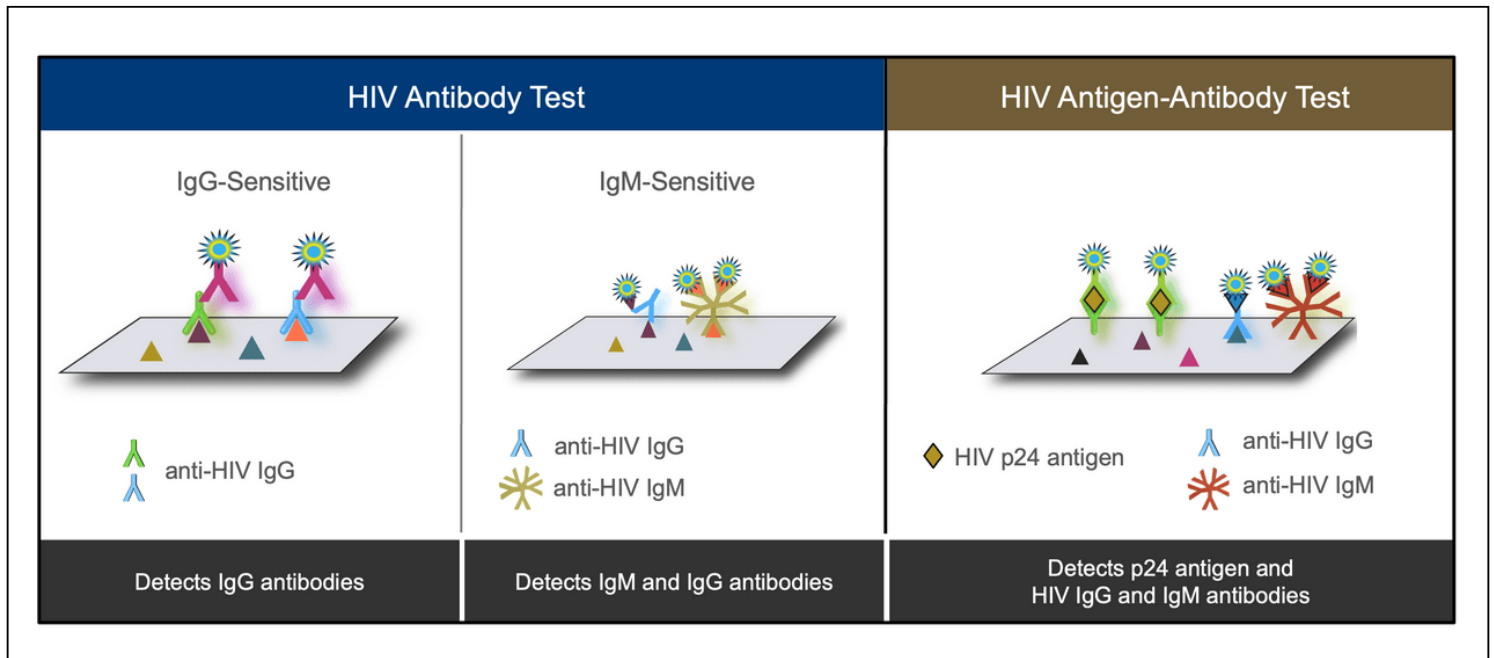 HIV Antibody Test
HIV Antigen-Antibody Test
IgG-Sensitive
IgM-Sensitive
anti-HIV IgG
anti-HIV IgG
anti-HIV IgM
HIV p24 antigen
anti-HIV IgG
anti-HIV IgM
Detects IgG antibodies
Detects IgM and IgG antibodies
Detects p24 antigen and
HIV IgG and IgM antibodies